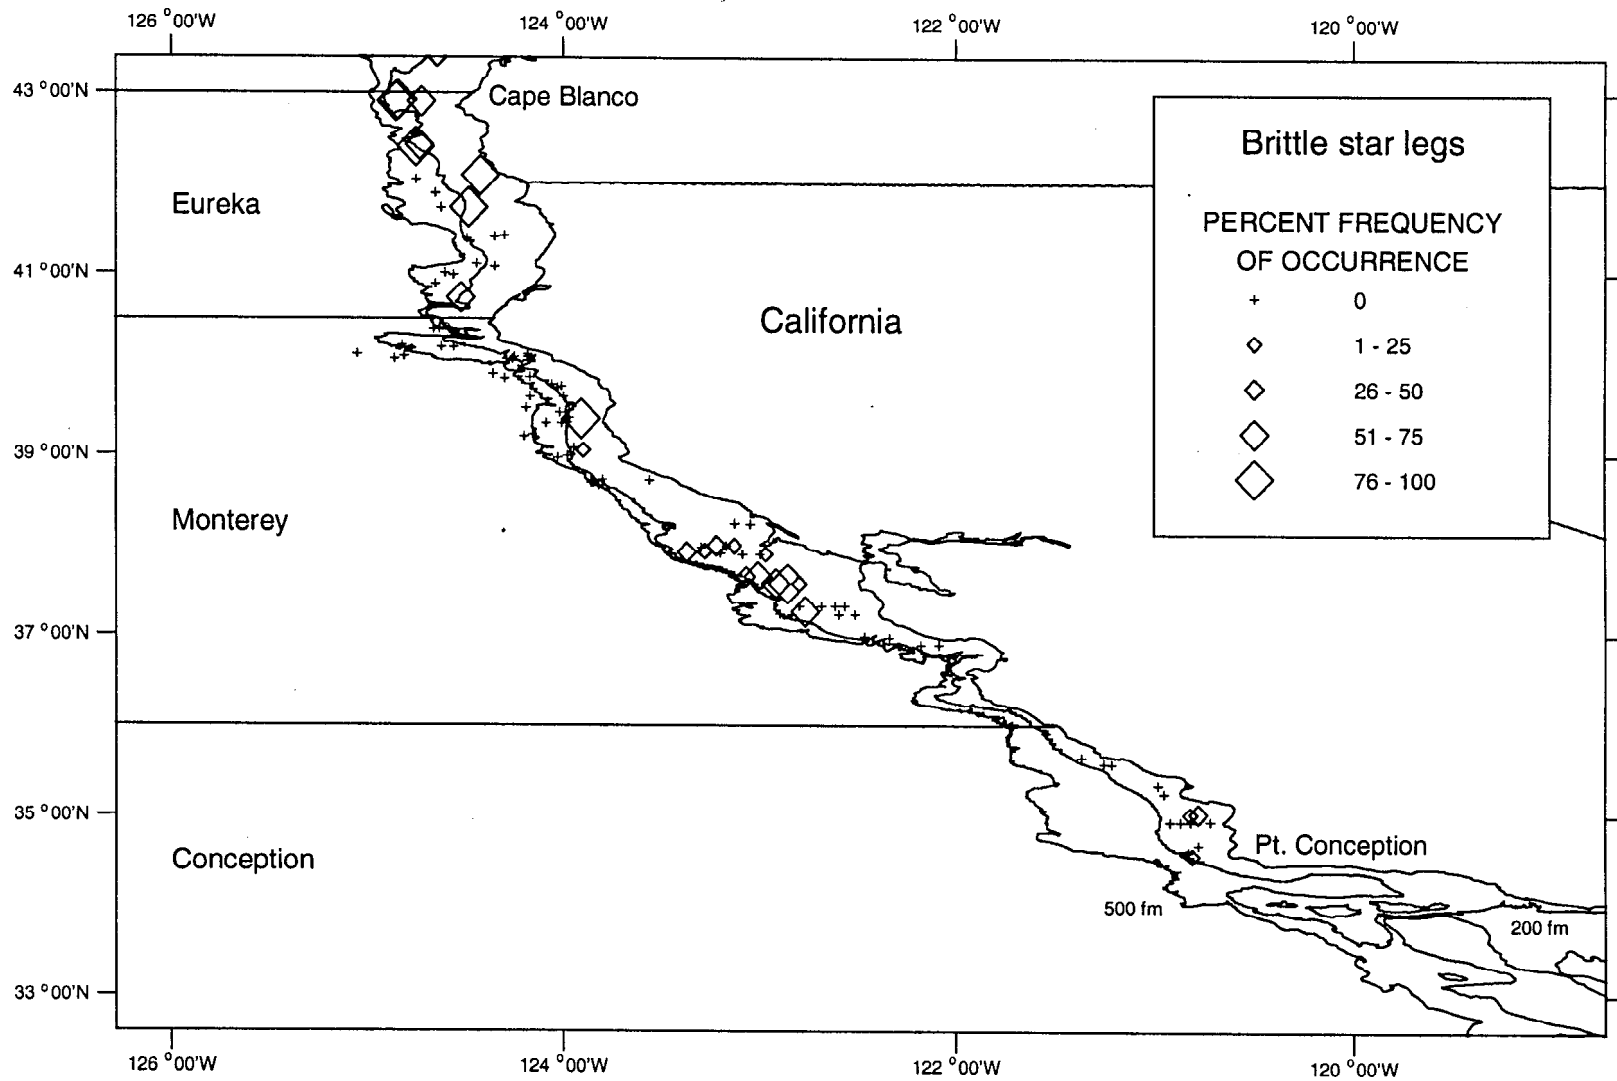 126 °00'W 124 °00'W 122 °00'W 120 °00'W
43 °00'N
Cape Blanco
Brittle star legs
Eureka
PERCENT FREQUENCY
OF OCCURRENCE
41 °00'N
+ 0
California
1 - 25
26 - 50
51 - 75
39 °00'N
76 - 100
Monterey
37 °00'N
35 °00'N
Pt. Conception
Conception
500 fm
200 fm
33 °00'N
126 °00'W 124 °00'W 122 °00'W 120 °00'W